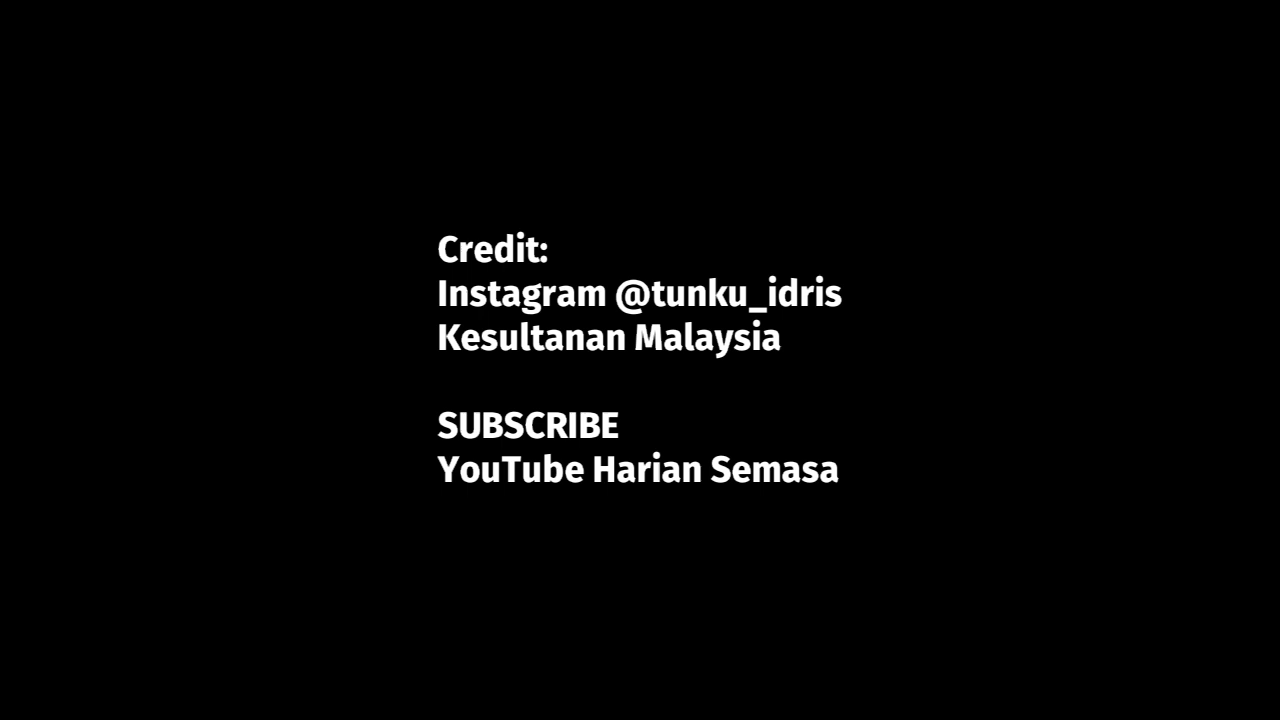 Credit:
Instagram @tunku_idris
Kesultanan Malaysia
SUBSCRIBE
YouTube Harian Semasa